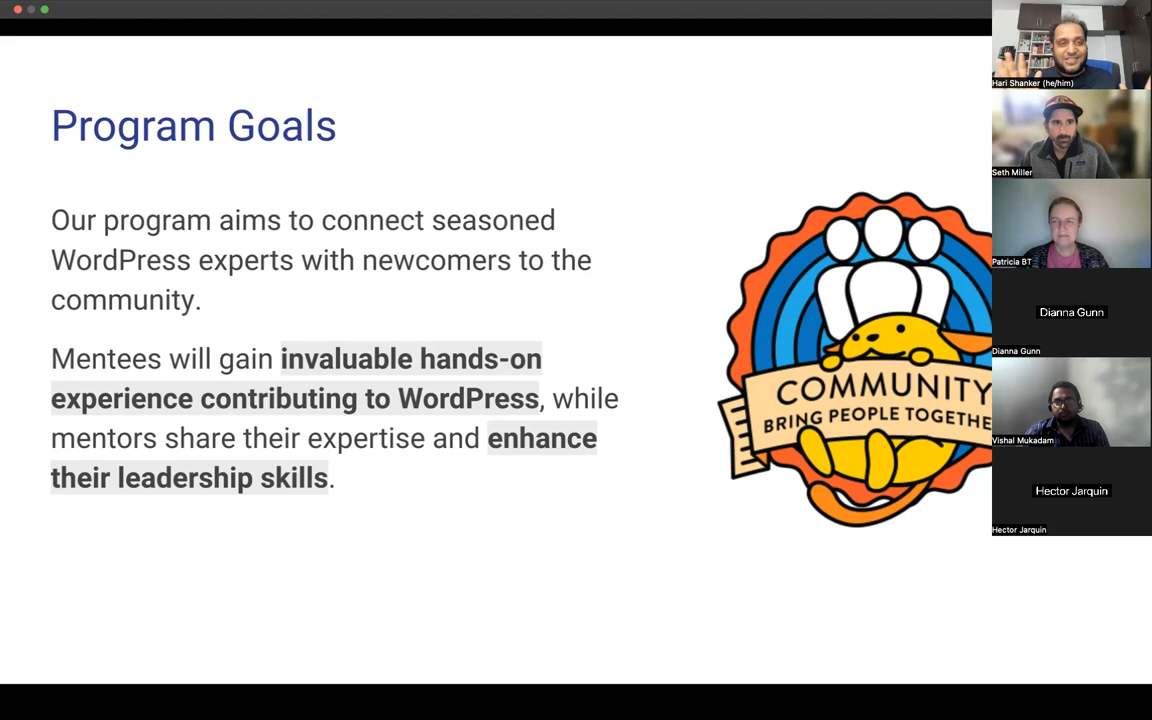 Program Goals
Our program aims to connect seasoned
WordPress experts with newcomers to the
community.
Mentees will gain invaluable hands-on
experience contributing to WordPress, while
mentors share their expertise and enhance
their leadership skills.
COMMUNITY
BRING PEOPLE TOGETHE
Hari Shanker (he/him)
Seth Miller
Patricia BT
Dianna Gunn
Dianna Gunn
Vishal Mukadam
Hector Jarquin
Hector Jarquin